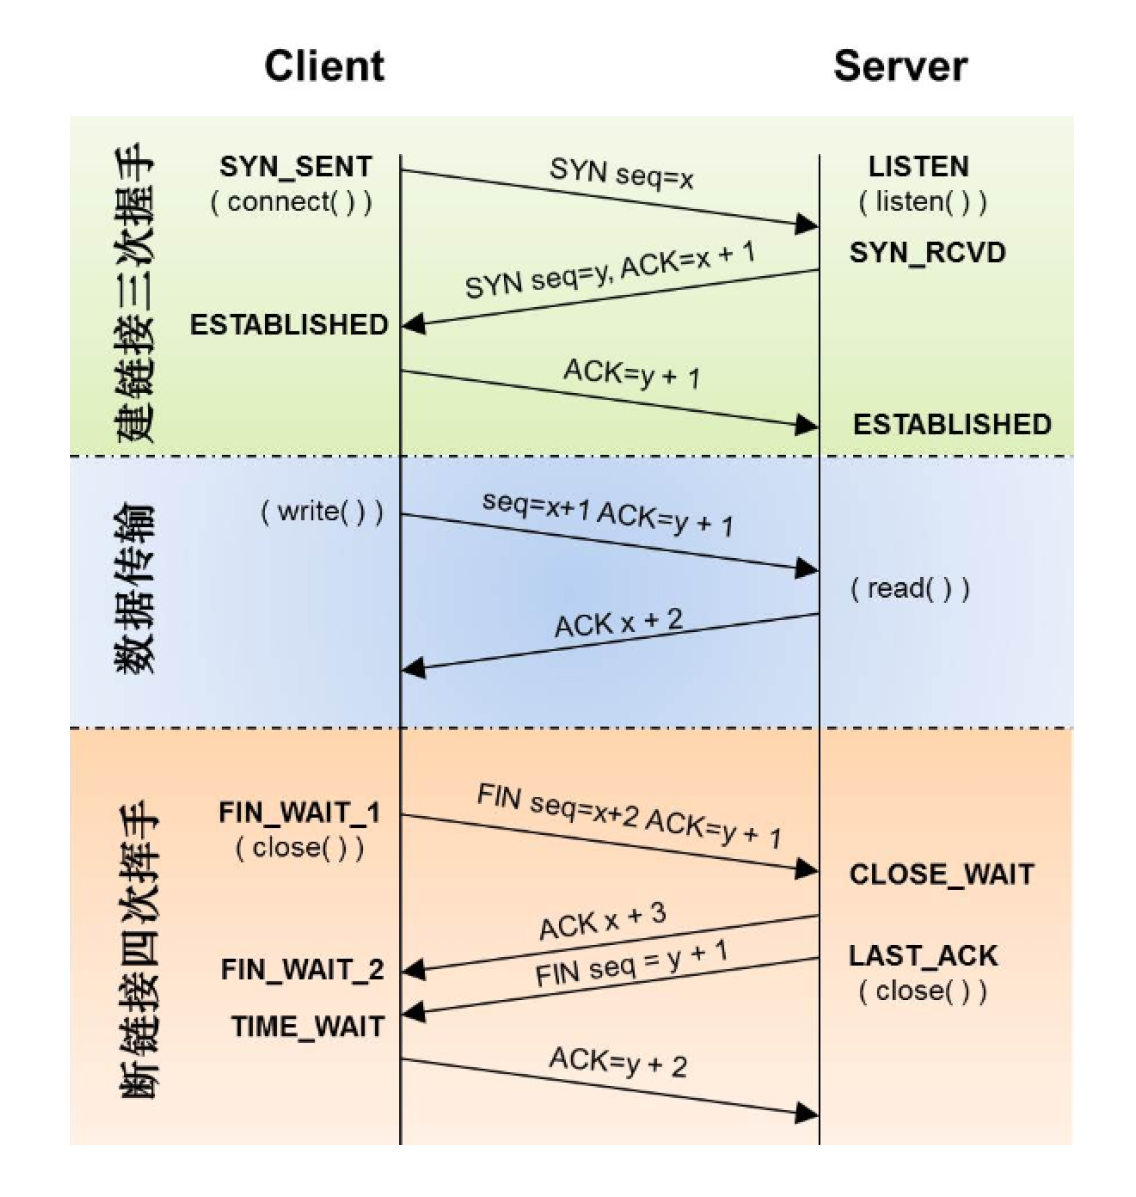 Client
Server
建链接三次握手
SYN_SENT
( connect( ) )
SYN seq=x
LISTEN
( listen( ) )
SYN_RCVD
SYN seq=y, ACK=x + 1
ESTABLISHED
ACK=y + 1
ESTABLISHED
数据传输
( write( ) )
seq=x+1 ACK=y + 1
( read( ) )
ACK x + 2
断链接四次挥手
FIN_WAIT_1
( close( ) )
FIN seq=x+2 ACK=y + 1
CLOSE_WAIT
ACK x + 3
FIN_WAIT_2
FIN seq = y + 1
LAST_ACK
( close( ) )
TIME_WAIT
ACK=y + 2